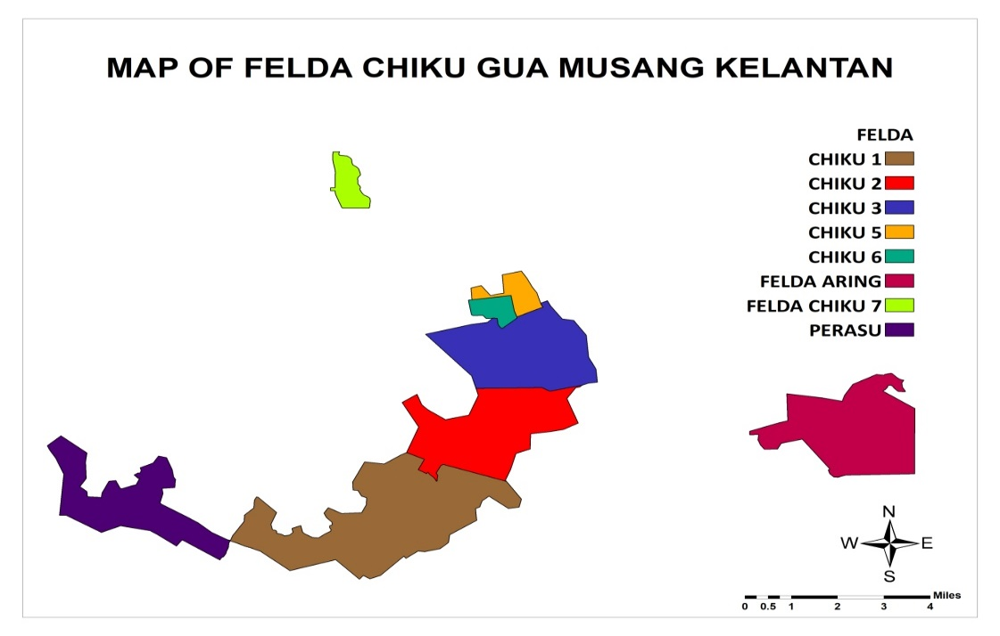 MAP OF FELDA CHIKU GUA MUSANG KELANTAN
FELDA
CHIKU 1
CHIKU 2
CHIKU 3
CHIKU 5
CHIKU 6
FELDA ARING
FELDA CHIKU 7
PERASU
N
W E
S
Miles
0 0.5 1 2 3 4